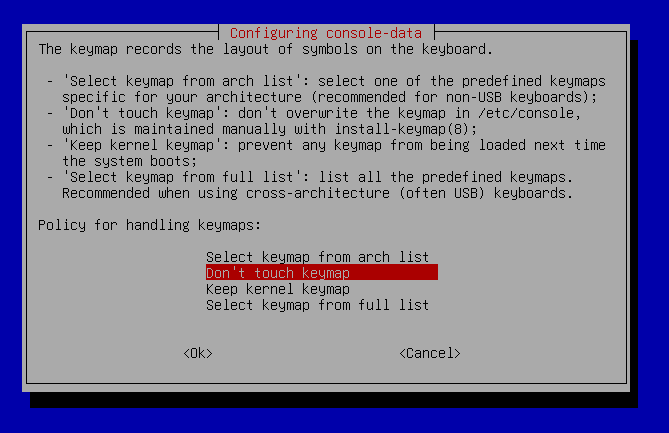 Configuring console-data
The keymap records the layout of symbols on the keyboard.
- 'Select keymap from arch list': select one of the predefined keymaps
specific for your architecture (recommended for non-USB keyboards);
- 'Don't touch keymap': don't overwrite the keymap in /etc/console,
which is maintained manually with install-keymap(8);
- 'Keep kernel keymap': prevent any keymap from being loaded next time
the system boots;
- 'Select keymap from full list': list all the predefined keymaps.
Recommended when using cross-architecture (often USB) keyboards.
Policy for handling keymaps:
Select keymap from arch list
Don't touch keymap
Keep kernel keymap
Select keymap from full list
<Ok> <Cancel>